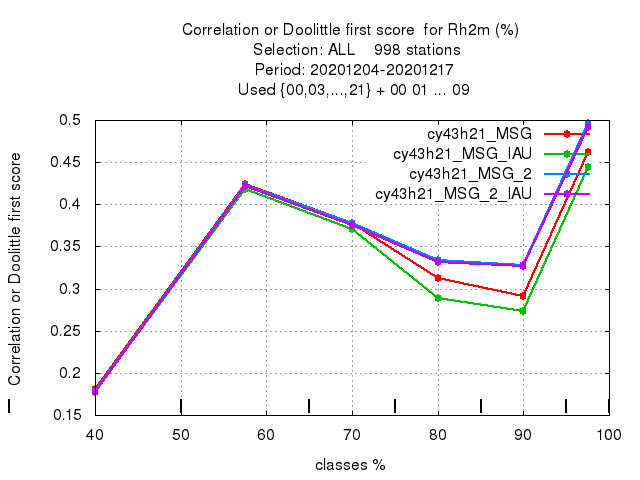 Correlation or Doolittle first score  for Rh2m (%)
Selection: ALL    998 stations
Period: 20201204-20201217
Used {00,03,...,21} + 00 01 ... 09
Correlation or Doolittle first score
0.5
0.45
0.4
0.35
0.3
0.25
0.2
0.15
cy43h21_MSG
cy43h21_MSG_IAU
cy43h21_MSG_2
cy43h21_MSG_2_IAU
40 50 60 70 80 90 100
classes %